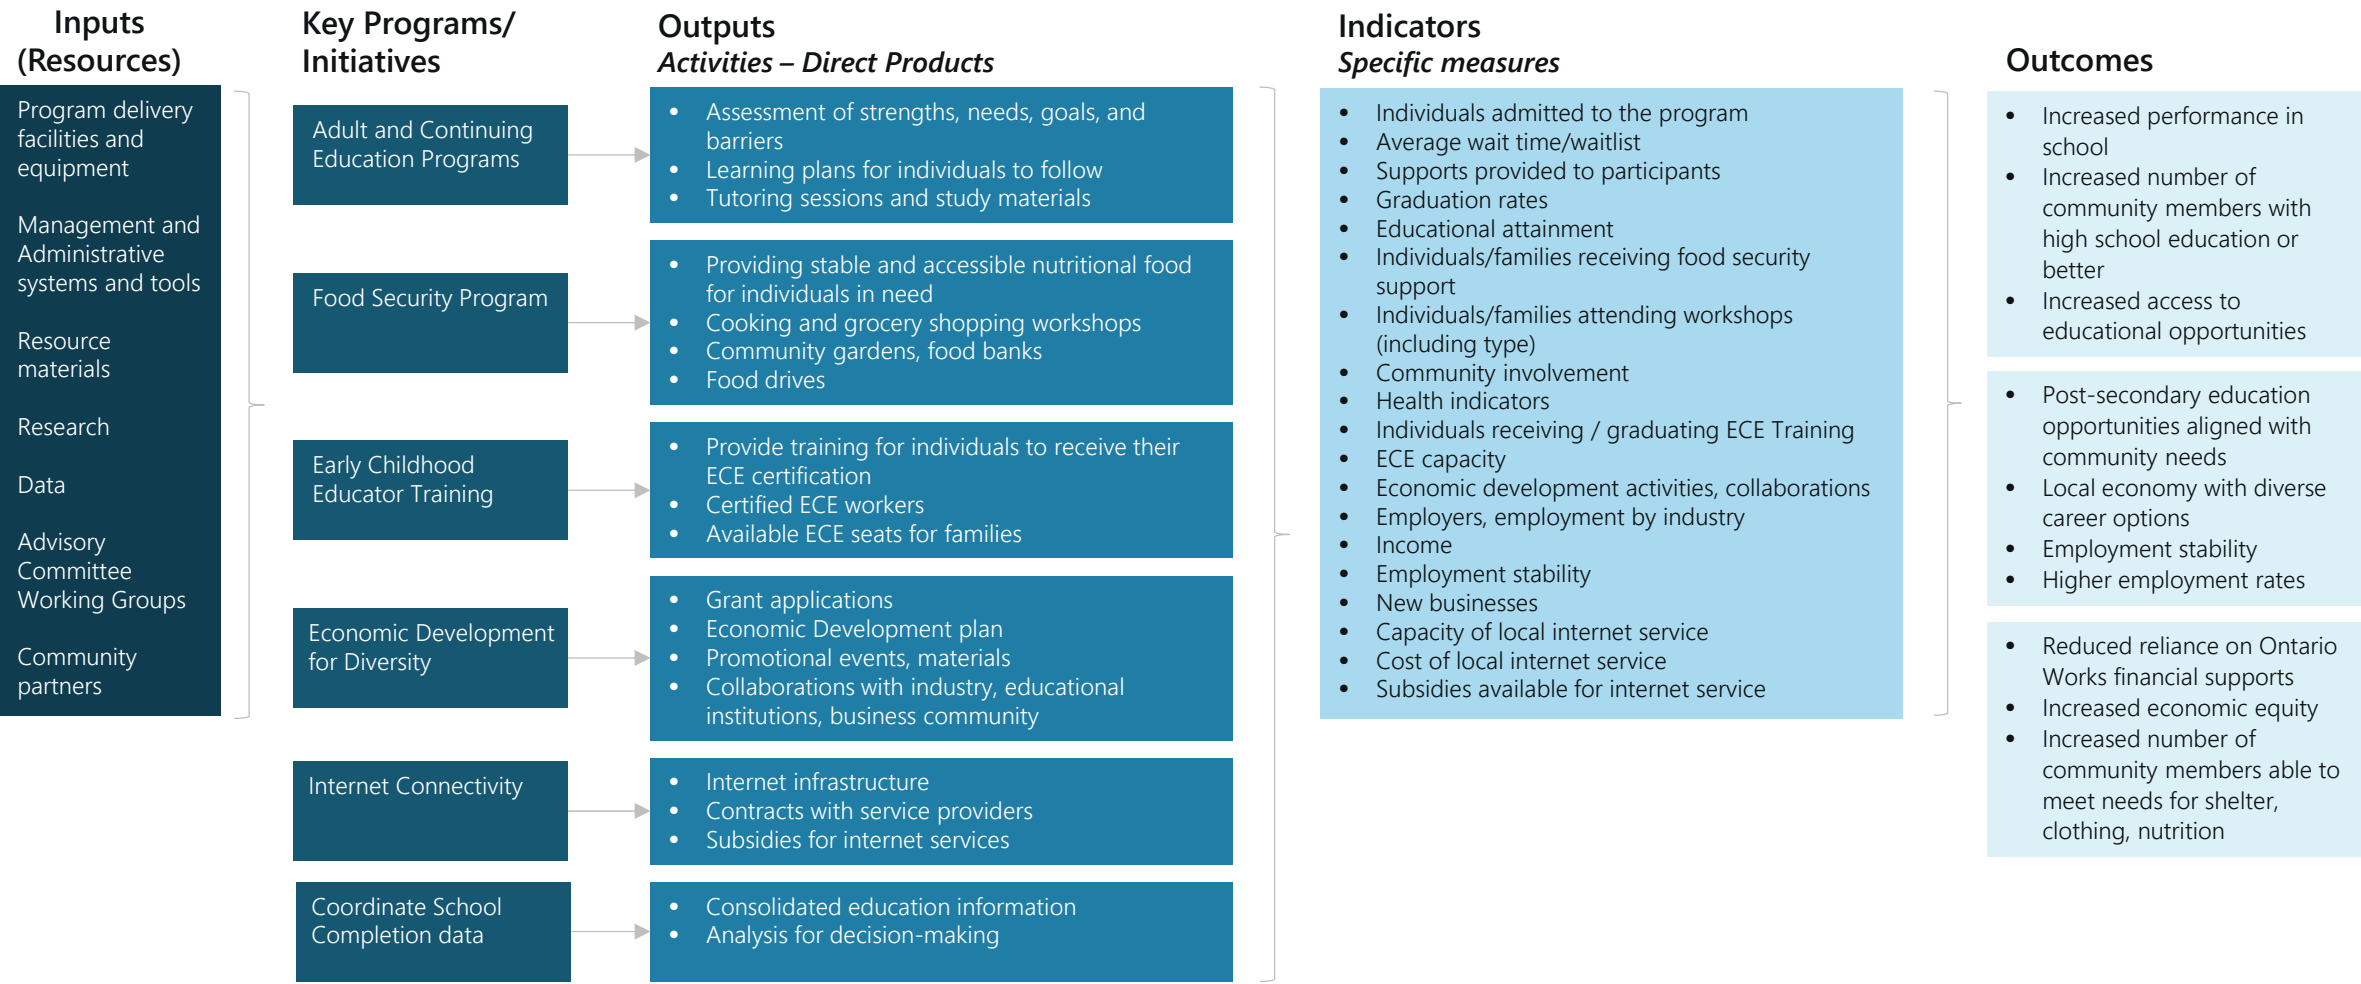 Inputs
(Resources)
Program delivery
facilities and
equipment
Management and
Administrative
systems and tools
Resource
materials
Research
Data
Advisory
Committee
Working Groups
Community
partners
Key Programs/
Initiatives
Adult and Continuing
Education Programs
Food Security Program
Early Childhood
Educator Training
Economic Development
for Diversity
Internet Connectivity
Coordinate School
Completion data
Outputs
Activities – Direct Products
• Assessment of strengths, needs, goals, and
barriers
• Learning plans for individuals to follow
• Tutoring sessions and study materials
• Providing stable and accessible nutritional food
for individuals in need
• Cooking and grocery shopping workshops
• Community gardens, food banks
• Food drives
• Provide training for individuals to receive their
ECE certification
• Certified ECE workers
• Available ECE seats for families
• Grant applications
• Economic Development plan
• Promotional events, materials
• Collaborations with industry, educational
institutions, business community
• Internet infrastructure
• Contracts with service providers
• Subsidies for internet services
• Consolidated education information
• Analysis for decision-making
Indicators
Specific measures
• Individuals admitted to the program
• Average wait time/waitlist
• Supports provided to participants
• Graduation rates
• Educational attainment
• Individuals/families receiving food security
support
• Individuals/families attending workshops
(including type)
• Community involvement
• Health indicators
• Individuals receiving / graduating ECE Training
• ECE capacity
• Economic development activities, collaborations
• Employers, employment by industry
• Income
• Employment stability
• New businesses
• Capacity of local internet service
• Cost of local internet service
• Subsidies available for internet service
Outcomes
• Increased performance in
school
• Increased number of
community members with
high school education or
better
• Increased access to
educational opportunities
• Post-secondary education
opportunities aligned with
community needs
• Local economy with diverse
career options
• Employment stability
• Higher employment rates
• Reduced reliance on Ontario
Works financial supports
• Increased economic equity
• Increased number of
community members able to
meet needs for shelter,
clothing, nutrition